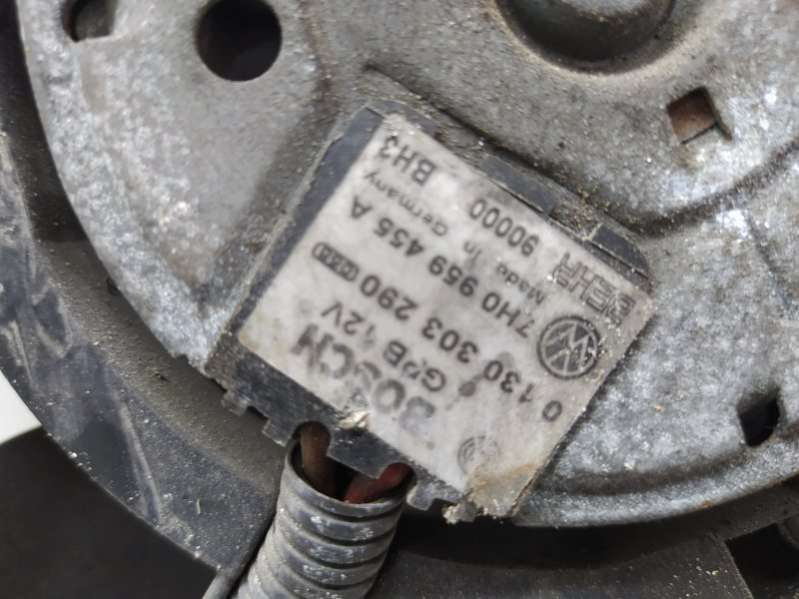 BOSCH
GPB 12V
0 130 303 290
7H0 959 455 A
Made in Germany
BEHR 90000 BH3